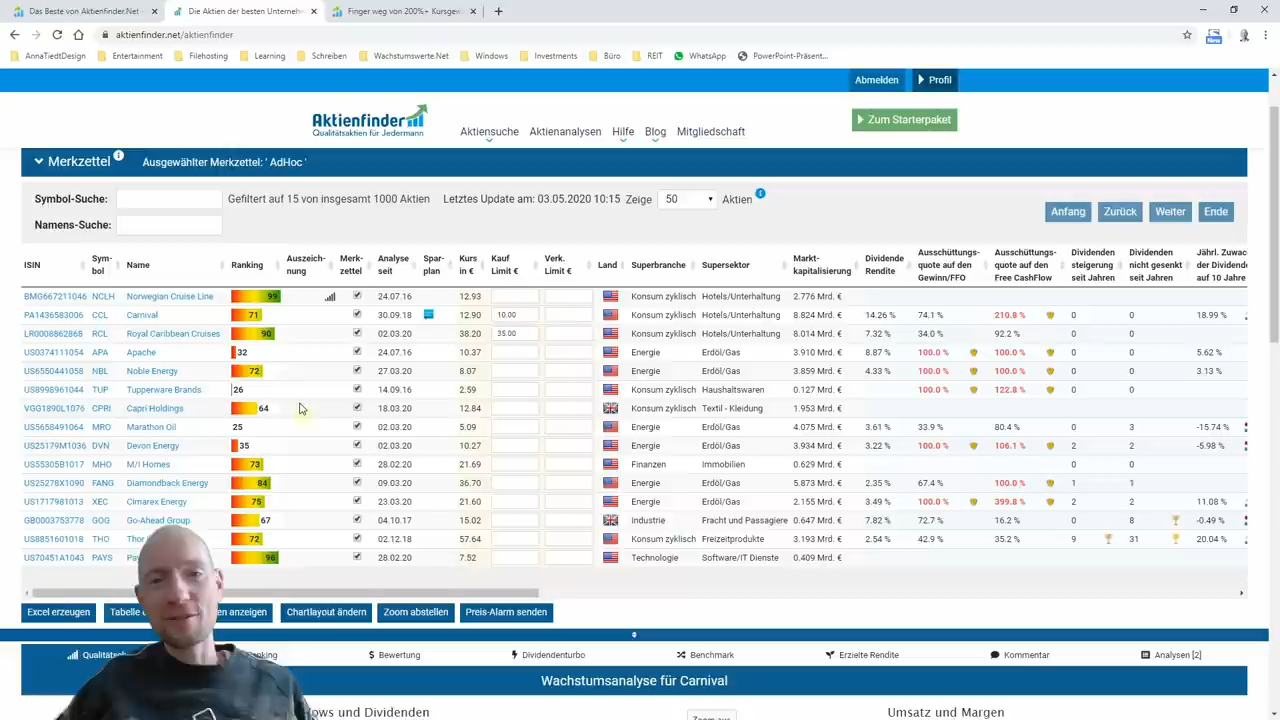 Das Beste von Aktienfinder.Net -
Die Aktien der besten Unterneh
Finger weg von 200%+ Kursgew
aktienfinder.net/aktienfinder
AnnaTiedtDesign Entertainment Filehosting Learning Schreiben Wachstumswerte.Net Windows Investments Büro REIT WhatsApp PowerPoint-Präsent...
New
Abmelden Profil
Aktienfinder
Qualitätsaktien für Jedermann
Aktiensuche Aktienanalysen Hilfe Blog Mitgliedschaft
Zum Starterpaket
Merkzettel Ausgewählter Merkzettel: ' AdHoc '
Symbol-Suche: Gefiltert auf 15 von insgesamt 1000 Aktien Letztes Update am: 03.05.2020 10:15 Zeige 50 Aktien
Namens-Suche:
Anfang Zurück Weiter Ende
ISIN Sym-bol Name Ranking Auszeich-nung Merk-zettel Analyse seit Spar-plan Kurs in € Kauf Limit € Verk. Limit € Land Superbranche Supersektor Markt-kapitalisierung Dividende Rendite Ausschüttungs-quote auf den Gewinn/FFO Ausschüttungs-quote auf den Free CashFlow Dividenden steigerung seit Jahren Dividenden nicht gesenkt seit Jahren Jährl. Zuwac der Dividende auf 10 Jahre
BMG667211046 NCLH Norwegian Cruise Line 99 24.07.16 12.93 Konsum zyklisch Hotels/Unterhaltung 2.776 Mrd. €
PA1436583006 CCL Carnival 71 30.09.18 12.90 10.00 Konsum zyklisch Hotels/Unterhaltung 8.824 Mrd. € 14.26 % 74.1 % 210.8 % 0 0 18.99 %
LR0008862868 RCL Royal Caribbean Cruises 90 02.03.20 38.20 35.00 Konsum zyklisch Hotels/Unterhaltung 8.014 Mrd. € 7.32 % 34.0 % 92.2 % 0 0
US0374111054 APA Apache 32 24.07.16 10.37 Energie Erdöl/Gas 3.910 Mrd. € 8.87 % 100.0 % 100.0 % 0 0 5.62 %
US6550441058 NBL Noble Energy 72 27.03.20 8.07 Energie Erdöl/Gas 3.859 Mrd. € 4.33 % 100.0 % 100.0 % 0 0 3.13 %
US8998961044 TUP Tupperware Brands 26 14.09.16 2.59 Konsum zyklisch Haushaltswaren 0.127 Mrd. € 100.0 % 122.8 % 0 0
VGG1890L1076 CPRI Capri Holdings 64 18.03.20 12.84 Konsum zyklisch Textil - Kleidung 1.953 Mrd. €
US5658491064 MRO Marathon Oil 25 02.03.20 5.09 Energie Erdöl/Gas 4.075 Mrd. € 3.61 % 33.9 % 80.4 % 0 3 -15.74 %
US25179M1036 DVN Devon Energy 35 02.03.20 10.27 Energie Erdöl/Gas 3.934 Mrd. € 3.22 % 100.0 % 106.1 % 2 2 -5.98 %
US55305B1017 MHO M/I Homes 73 28.02.20 21.69 Finanzen Immobilien 0.629 Mrd. € 0 0
US25278X1090 FANG Diamondback Energy 84 09.03.20 36.70 Energie Erdöl/Gas 5.873 Mrd. € 2.35 % 67.4 % 100.0 % 1 1
US1717981013 XEC Cimarex Energy 75 23.03.20 21.60 Energie Erdöl/Gas 2.155 Mrd. € 3.49 % 100.0 % 399.8 % 2 2 11.08 %
GB0003753778 GOG Go-Ahead Group 67 04.10.17 15.02 Industrie Fracht und Passagiere 0.647 Mrd. € 7.82 % 72.7 % 16.2 % 0 8 -0.49 %
US8851601018 THO Thor 72 02.12.18 57.64 Konsum zyklisch Freizeitprodukte 3.193 Mrd. € 2.54 % 42.9 % 35.2 % 9 31 20.04 %
US70451A1043 PAYS 96 28.02.20 7.52 Technologie Software/IT Dienste 0.409 Mrd. €
Excel erzeugen Tabelle anzeigen Chartlayout ändern Zoom abstellen Preis-Alarm senden
Bewertung Dividendenturbo Benchmark Erzielte Rendite Kommentar Analysen [2]
Wachstumsanalyse für Carnival
und Dividenden Umsatz und Margen